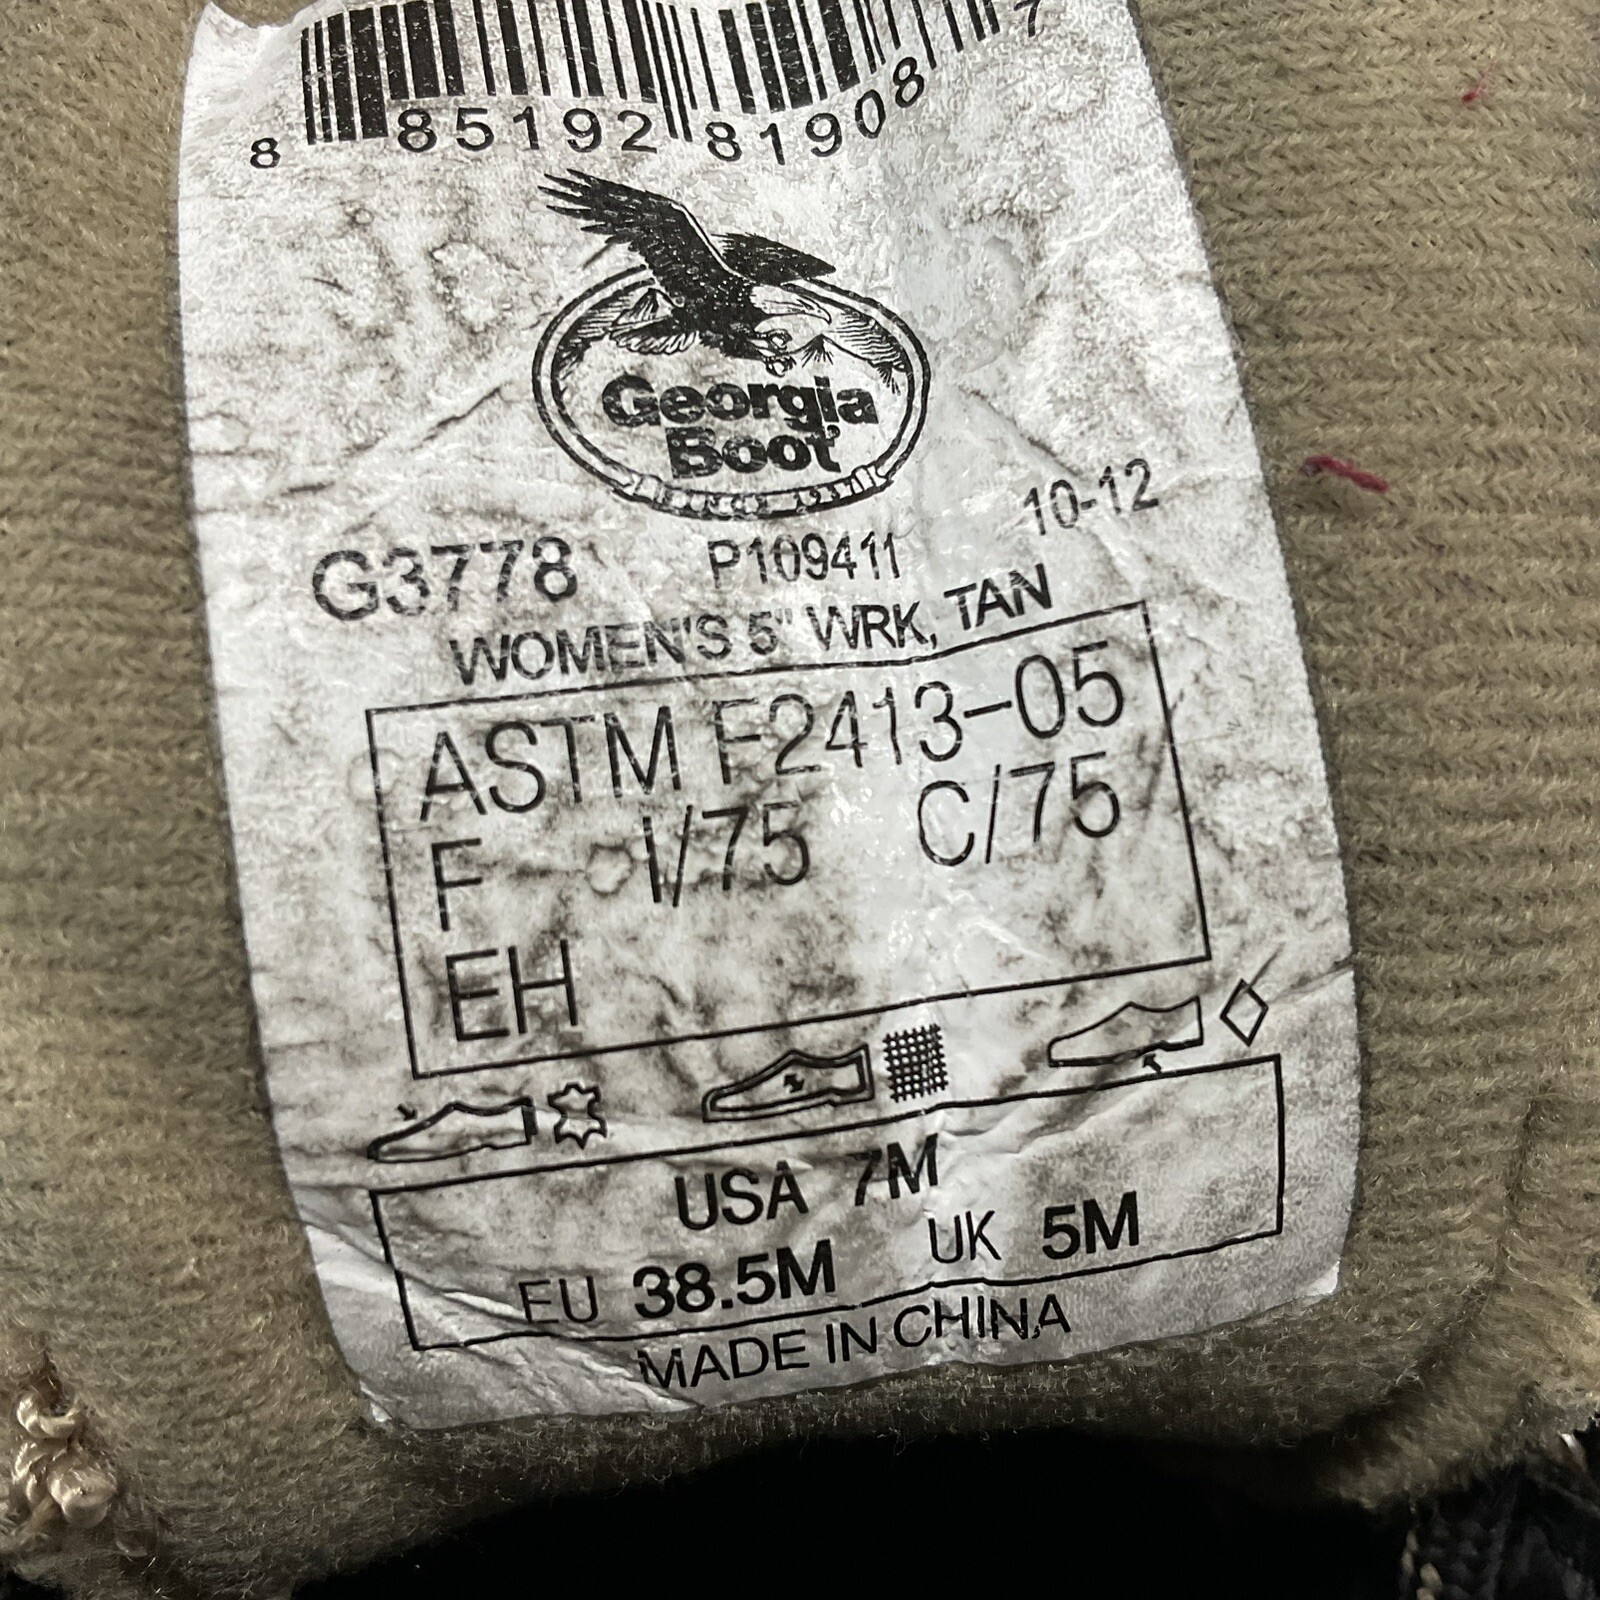 8 85192 81908 7
Georgia
Boot
10-12
G3778 P109411
WOMEN'S 5" WRK, TAN
ASTM F2413-05
F I/75 C/75
EH
USA 7M
EU 38.5M UK 5M
MADE IN CHINA